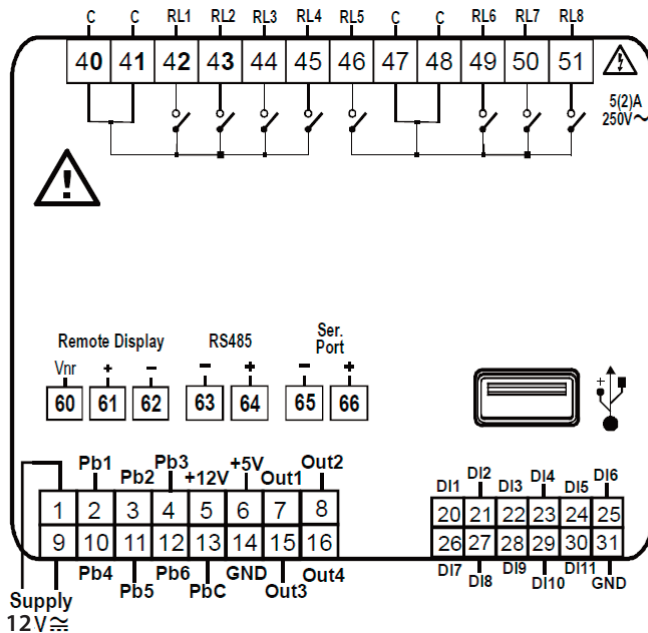 C C RL1 RL2 RL3 RL4 RL5 C C RL6 RL7 RL8
40 41 42 43 44 45 46 47 48 49 50 51
5(2)A
250V~
!
Remote Display RS485 Ser. Port
Vnr + − − + − +
60 61 62 63 64 65 66
Pb1 Pb2 Pb3 +12V +5V Out1 Out2
1 2 3 4 5 6 7 8
9 10 11 12 13 14 15 16
Pb4 Pb5 Pb6 PbC GND Out3 Out4
Supply
12V≂
DI1 DI2 DI3 DI4 DI5 DI6
20 21 22 23 24 25
26 27 28 29 30 31
DI7 DI8 DI9 DI10 DI11 GND